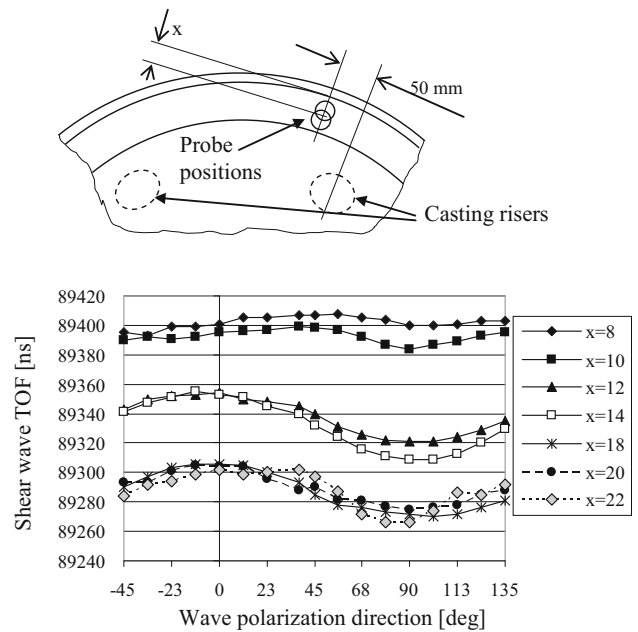 x
50 mm
Probe
positions
Casting risers
Shear wave TOF [ns]
89420
89400
89380
89360
89340
89320
89300
89280
89260
89240
-45 -23 0 23 45 68 90 113 135
Wave polarization direction [deg]
x=8
x=10
x=12
x=14
x=18
x=20
x=22